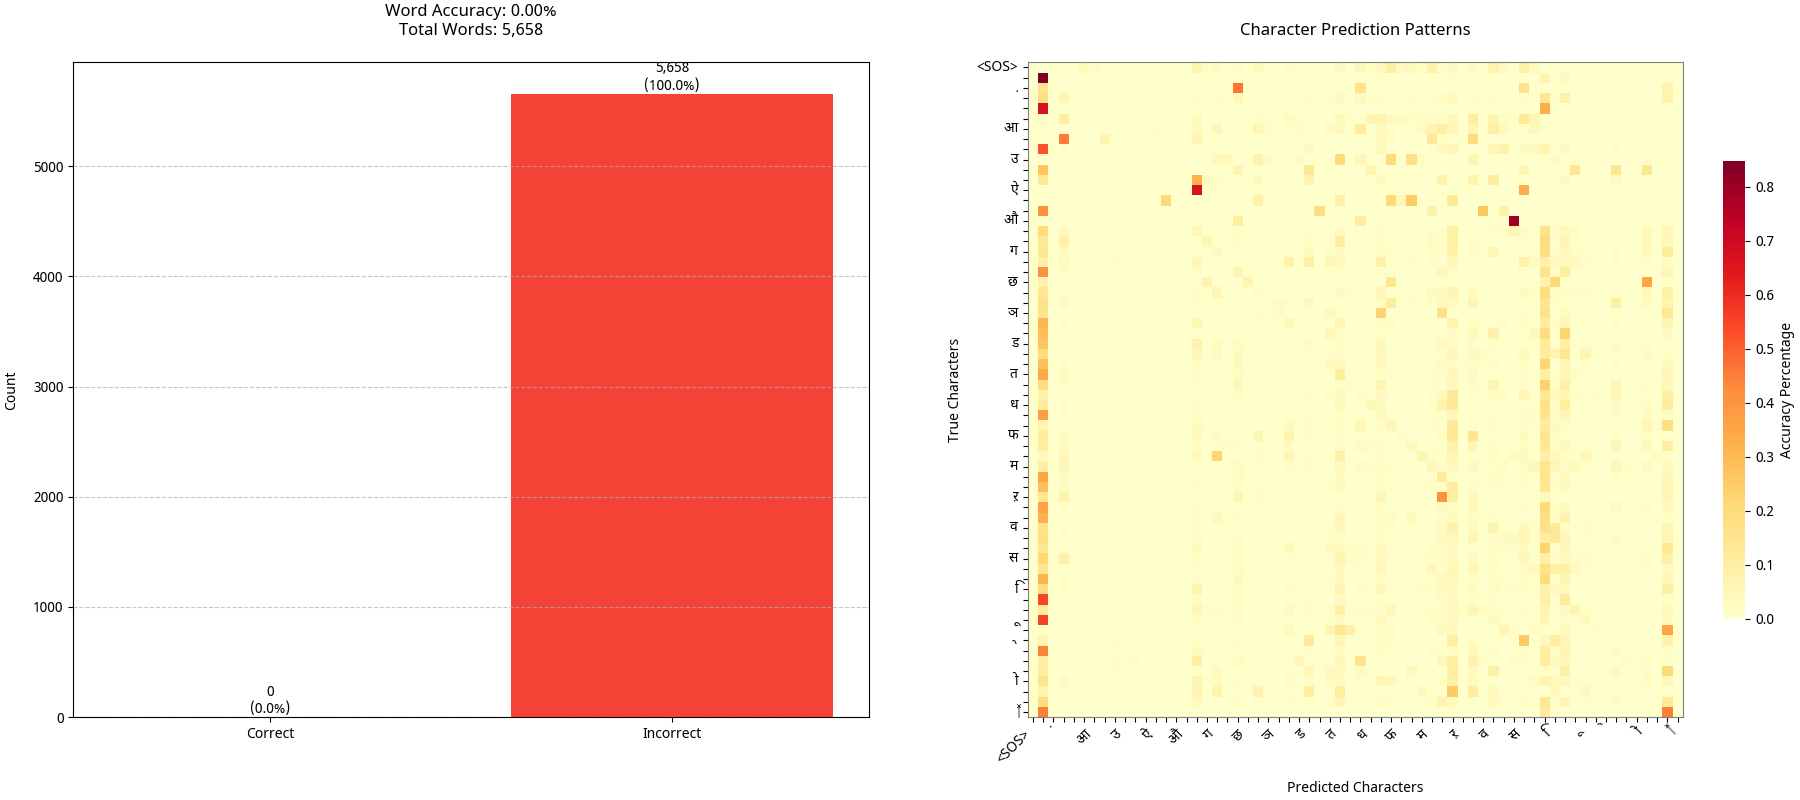 Word Accuracy: 0.00%
Total Words: 5,658
Count
5000
4000
3000
2000
1000
0
5,658
(100.0%)
0
(0.0%)
Correct
Incorrect
Character Prediction Patterns
True Characters
<SOS>
.
आ
उ
ऐ
औ
ग
छ
ञ
ड
त
ध
फ
म
र
व
स
ि
ृ
ो
<SOS>
.
आ
उ
ऐ
औ
ग
छ
ञ
ड
त
ध
फ
म
र
व
स
ि
ृ
ो
Predicted Characters
0.8
0.7
0.6
0.5
0.4
0.3
0.2
0.1
0.0
Accuracy Percentage